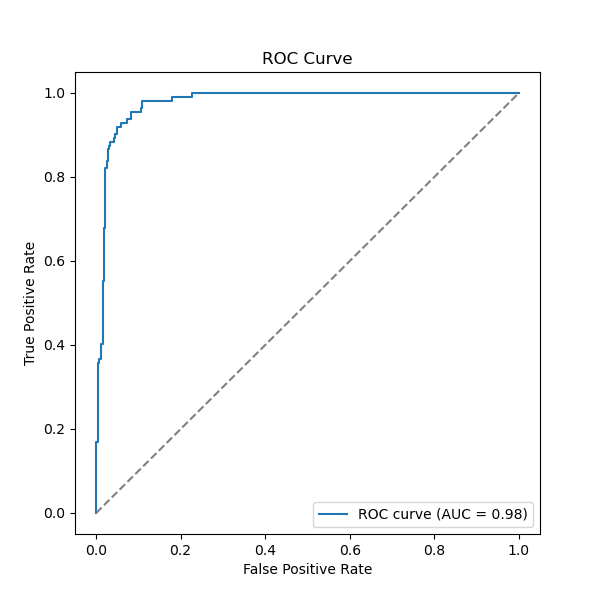 ROC Curve
1.0
0.8
0.6
0.4
0.2
0.0
True Positive Rate
ROC curve (AUC = 0.98)
0.0 0.2 0.4 0.6 0.8 1.0
False Positive Rate